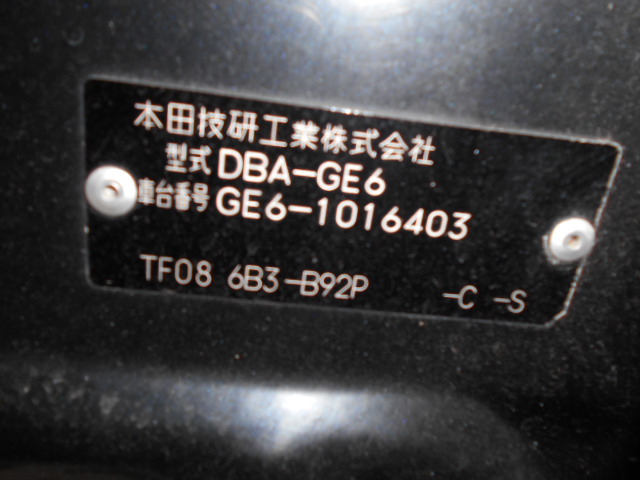 本田技研工業株式会社
型式 DBA-GE6
車台番号 GE6-1016403
TF08 6B3-B92P -C -S